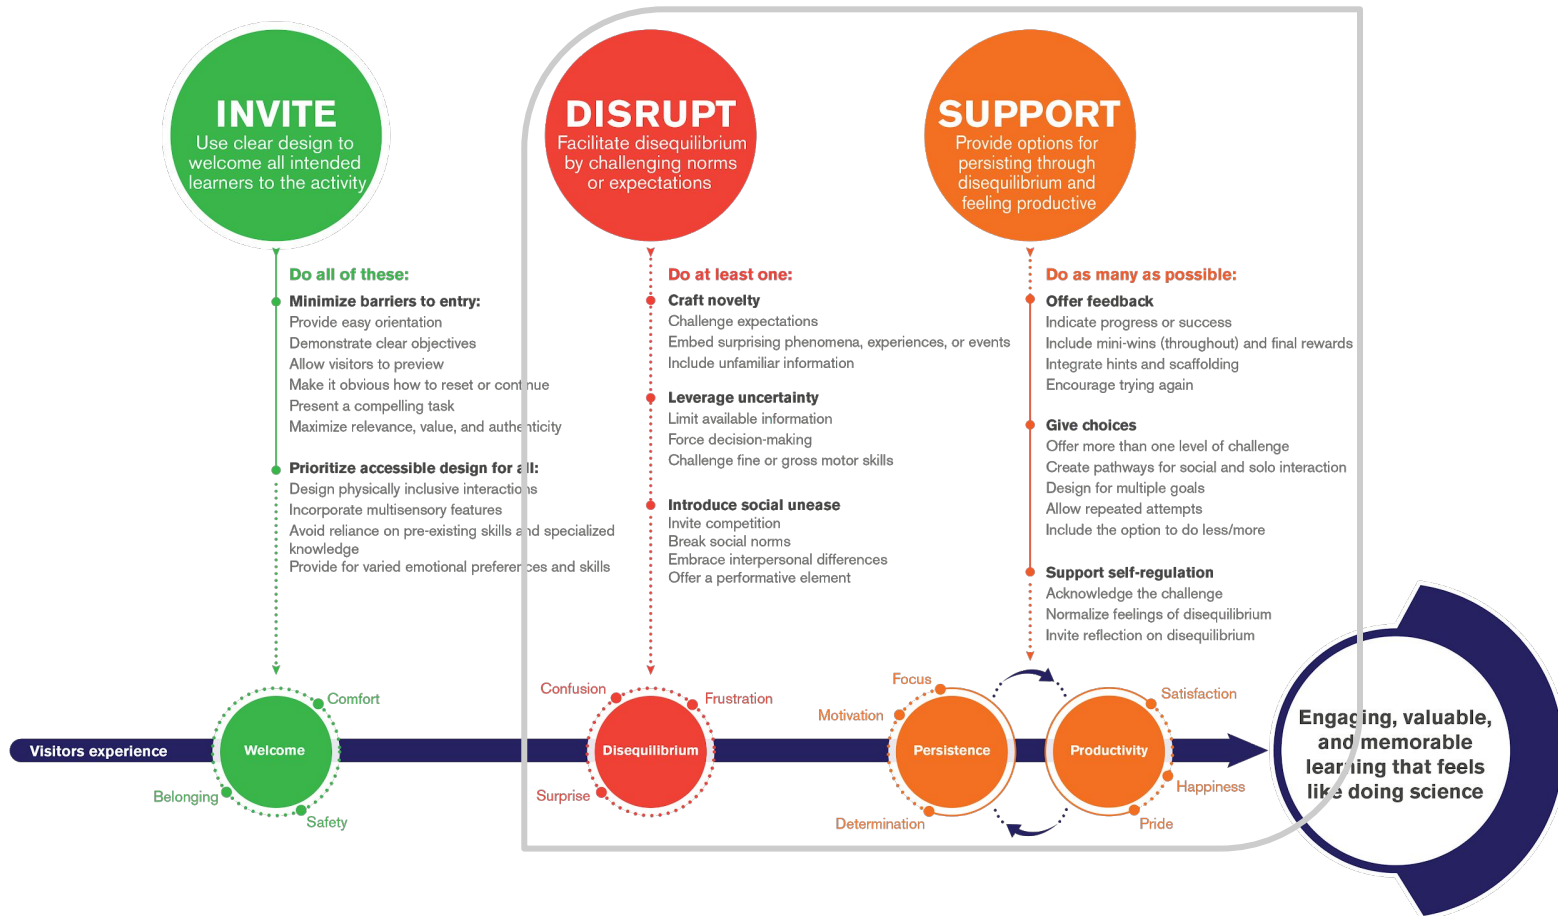 INVITE
Use clear design to
welcome all intended
learners to the activity
Do all of these:
Minimize barriers to entry:
Provide easy orientation
Demonstrate clear objectives
Allow visitors to preview
Make it obvious how to reset or continue
Present a compelling task
Maximize relevance, value, and authenticity
Prioritize accessible design for all:
Design physically inclusive interactions
Incorporate multisensory features
Avoid reliance on pre-existing skills and specialized
knowledge
Provide for varied emotional preferences and skills
DISRUPT
Facilitate disequilibrium
by challenging norms
or expectations
Do at least one:
Craft novelty
Challenge expectations
Embed surprising phenomena, experiences, or events
Include unfamiliar information
Leverage uncertainty
Limit available information
Force decision-making
Challenge fine or gross motor skills
Introduce social unease
Invite competition
Break social norms
Embrace interpersonal differences
Offer a performative element
SUPPORT
Provide options for
persisting through
disequilibrium and
feeling productive
Do as many as possible:
Offer feedback
Indicate progress or success
Include mini-wins (throughout) and final rewards
Integrate hints and scaffolding
Encourage trying again
Give choices
Offer more than one level of challenge
Create pathways for social and solo interaction
Design for multiple goals
Allow repeated attempts
Include the option to do less/more
Support self-regulation
Acknowledge the challenge
Normalize feelings of disequilibrium
Invite reflection on disequilibrium
Visitors experience
Welcome
Comfort
Belonging
Safety
Disequilibrium
Confusion
Frustration
Surprise
Persistence
Focus
Motivation
Determination
Productivity
Satisfaction
Happiness
Pride
Engaging, valuable,
and memorable
learning that feels
like doing science